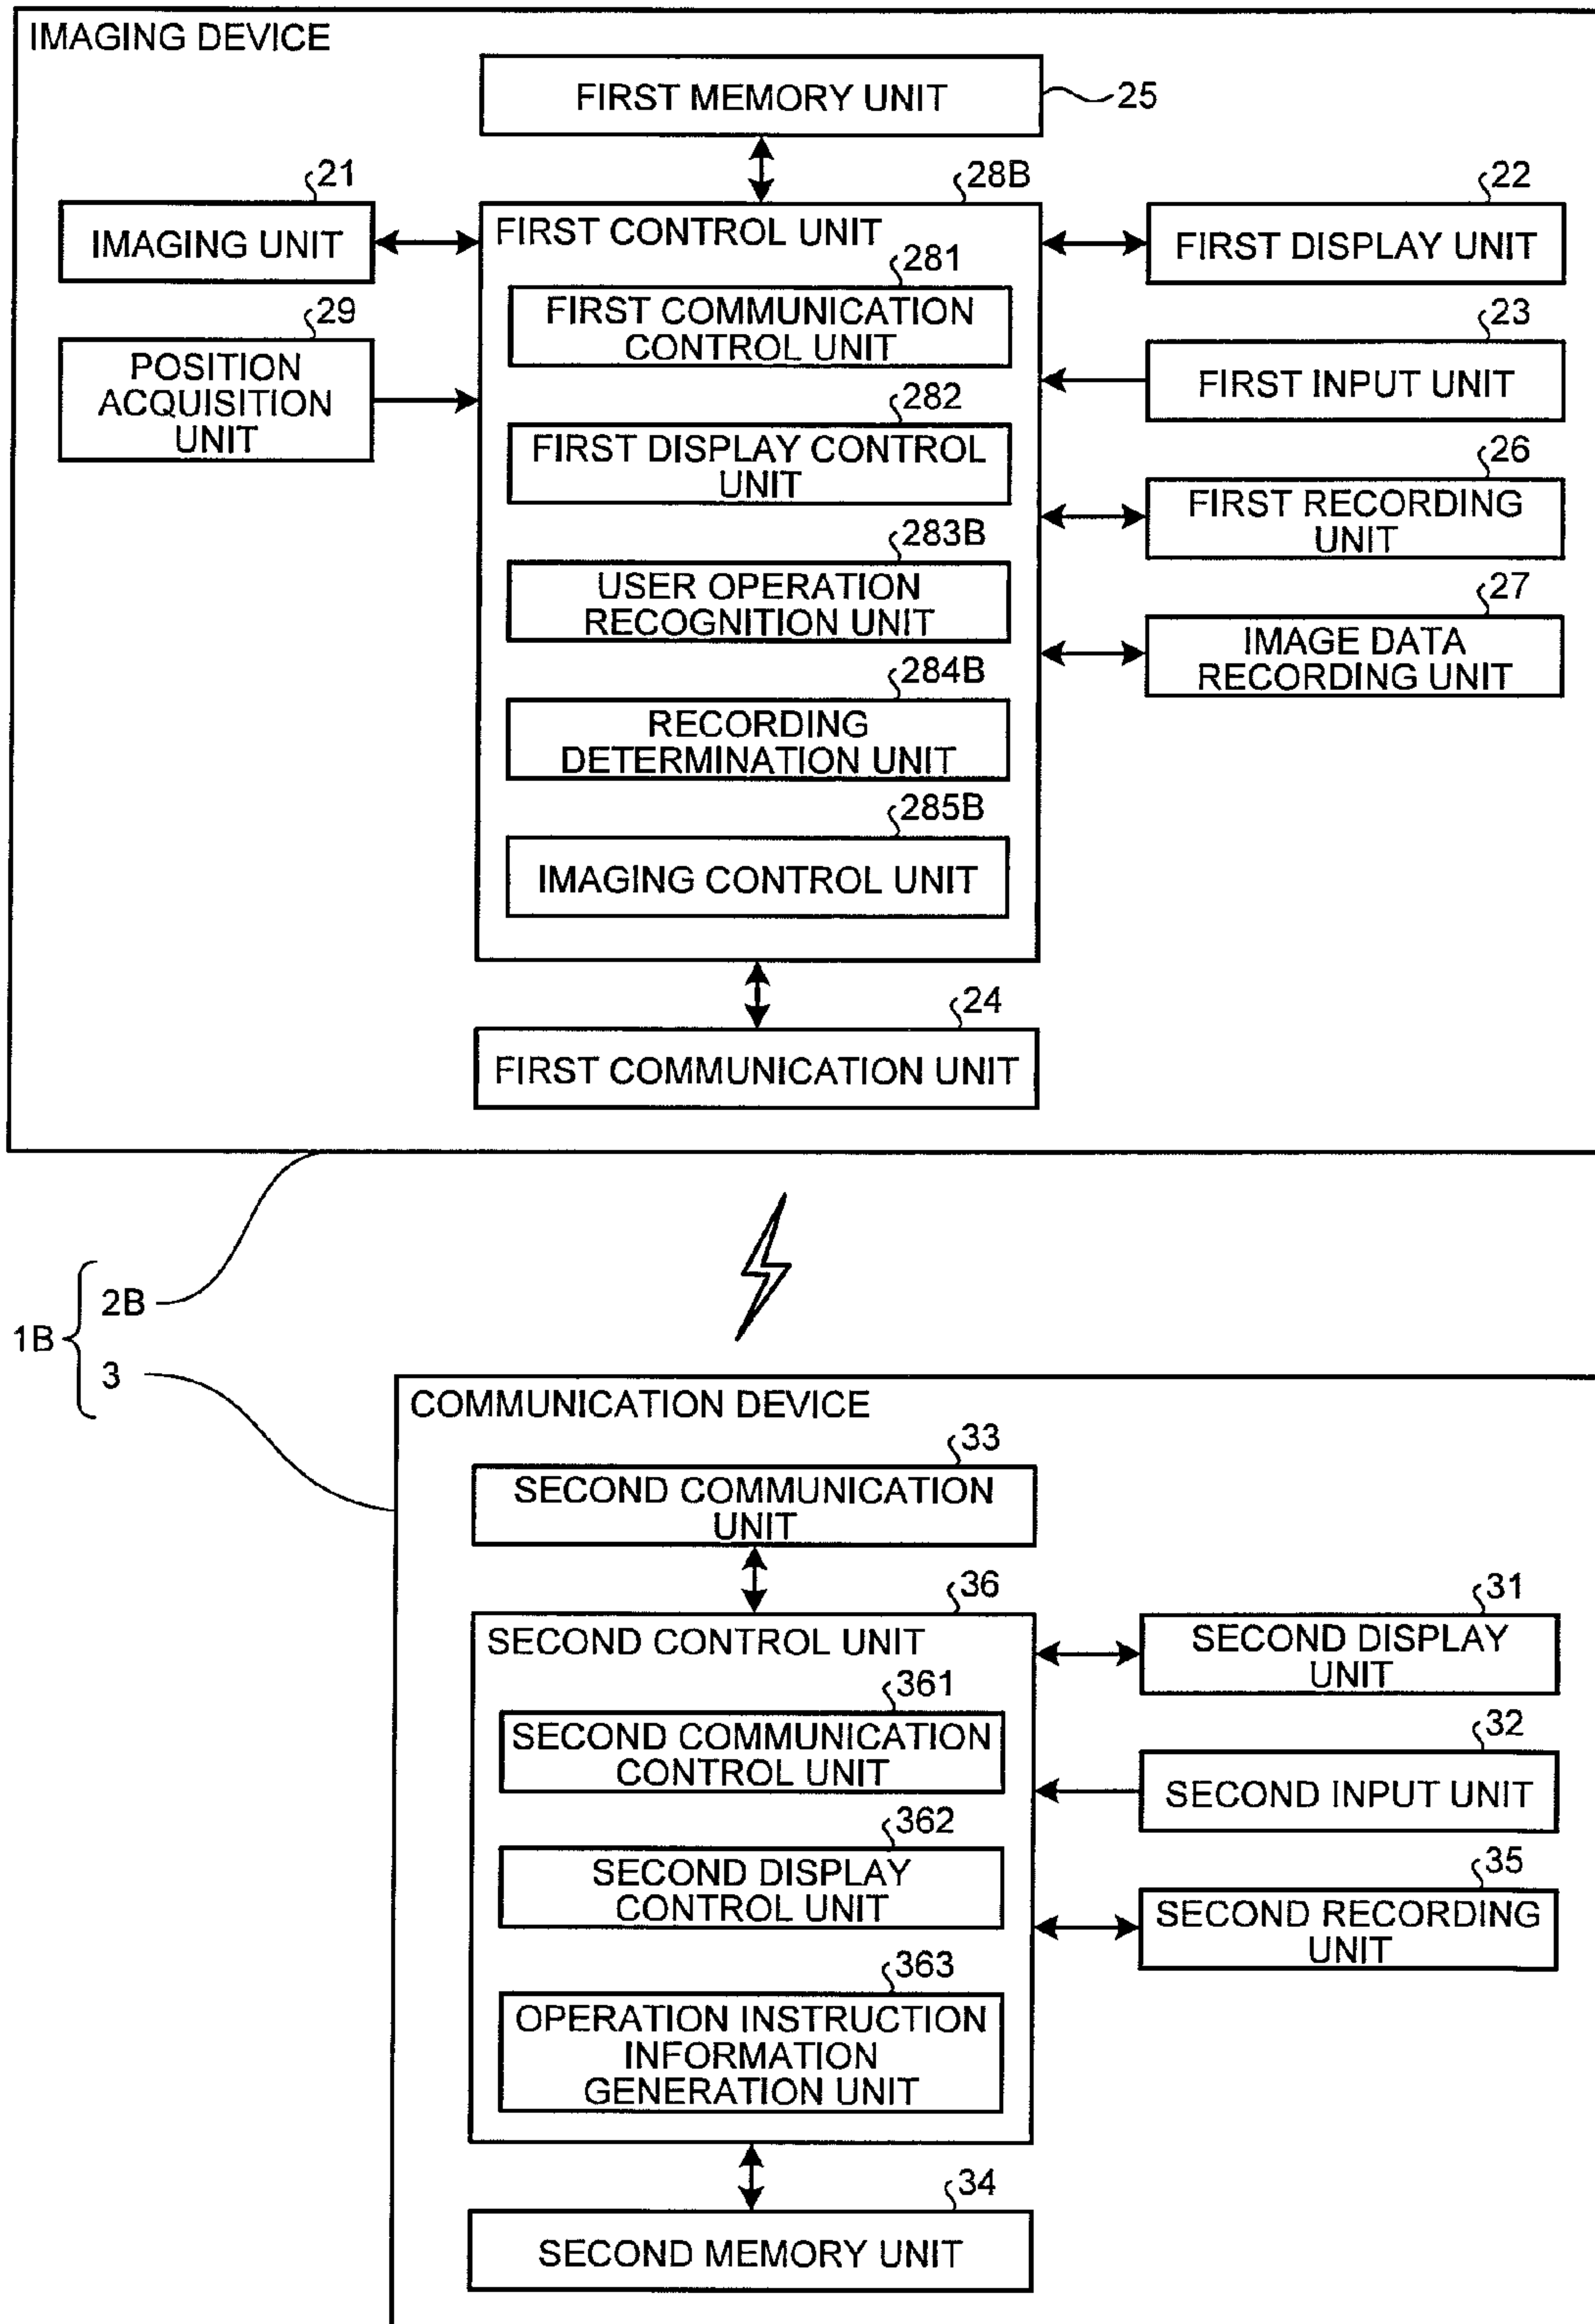 IMAGING DEVICE
FIRST MEMORY UNIT
25
21
IMAGING UNIT
29
POSITION
ACQUISITION
UNIT
28B
FIRST CONTROL UNIT
281
FIRST COMMUNICATION
CONTROL UNIT
282
FIRST DISPLAY CONTROL
UNIT
283B
USER OPERATION
RECOGNITION UNIT
284B
RECORDING
DETERMINATION UNIT
285B
IMAGING CONTROL UNIT
22
FIRST DISPLAY UNIT
23
FIRST INPUT UNIT
26
FIRST RECORDING
UNIT
27
IMAGE DATA
RECORDING UNIT
24
FIRST COMMUNICATION UNIT
1B
2B
3
COMMUNICATION DEVICE
33
SECOND COMMUNICATION
UNIT
36
SECOND CONTROL UNIT
361
SECOND COMMUNICATION
CONTROL UNIT
362
SECOND DISPLAY
CONTROL UNIT
363
OPERATION INSTRUCTION
INFORMATION
GENERATION UNIT
31
SECOND DISPLAY
UNIT
32
SECOND INPUT UNIT
35
SECOND RECORDING
UNIT
34
SECOND MEMORY UNIT